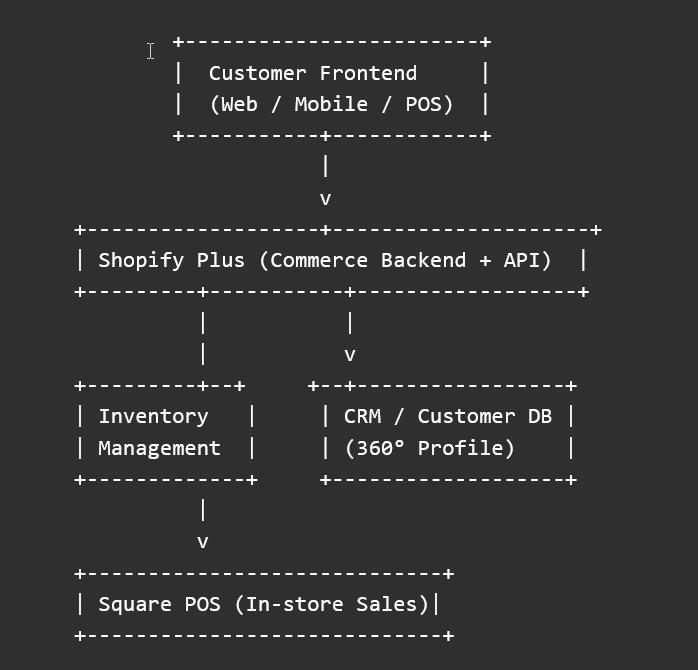 +------------------------+
|  Customer Frontend     |
|  (Web / Mobile / POS)  |
+-----------+------------+
|
v
+-------------------+---------------------+
| Shopify Plus (Commerce Backend + API)  |
+---------+-----------+------------------+
|           |
|           v
+---------+--+     +--+------------------+
| Inventory   |     | CRM / Customer DB |
| Management  |     | (360° Profile)    |
+-------------+     +-------------------+
|
v
+-----------------------------+
| Square POS (In-store Sales)|
+-----------------------------+